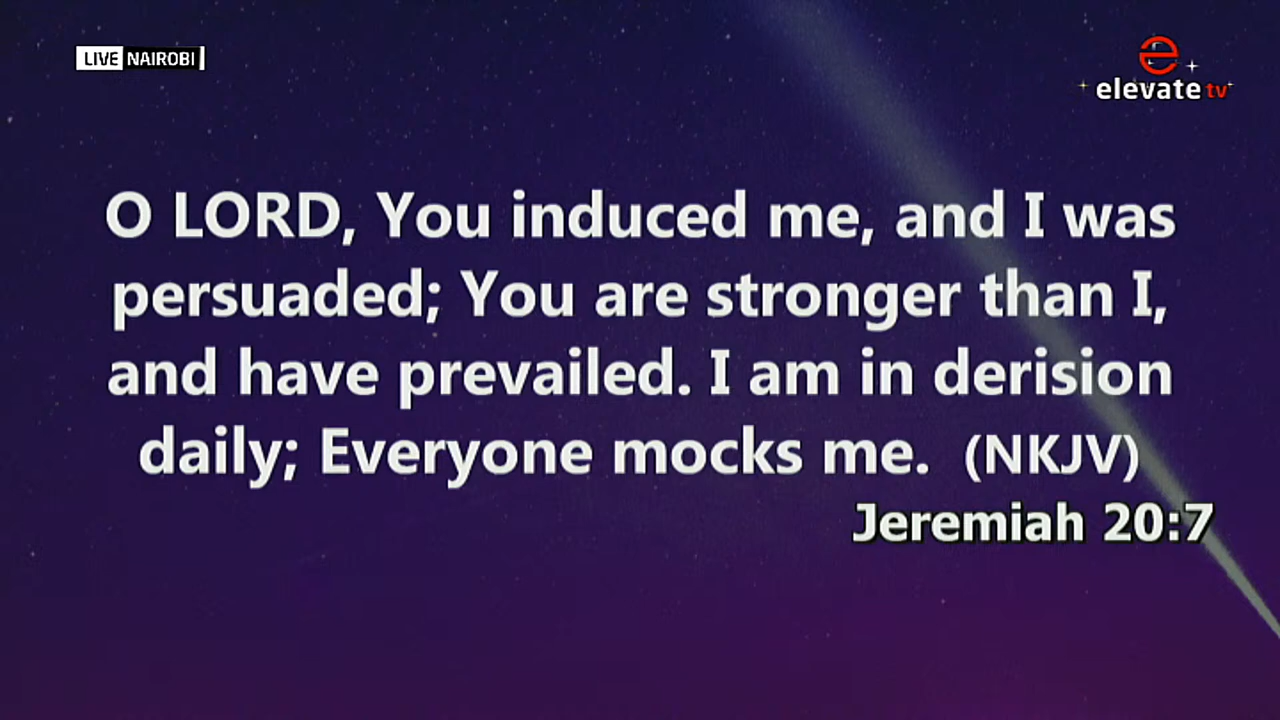 LIVE NAIROBI
e
elevate tv
O LORD, You induced me, and I was
persuaded; You are stronger than I,
and have prevailed. I am in derision
daily; Everyone mocks me. (NKJV)
Jeremiah 20:7